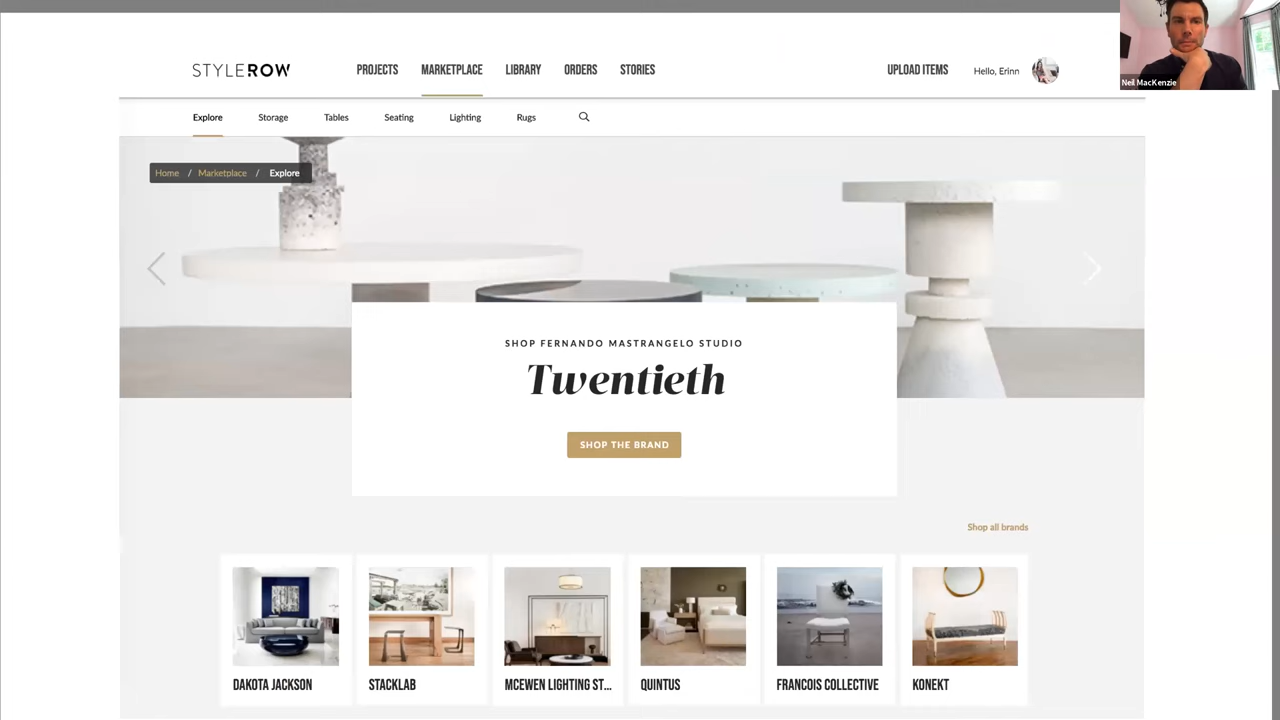 STYLEROW
PROJECTS MARKETPLACE LIBRARY ORDERS STORIES
UPLOAD ITEMS Hello, Erinn
Neil MacKenzie
Explore Storage Tables Seating Lighting Rugs
Home / Marketplace / Explore
SHOP FERNANDO MASTRANGELO STUDIO
Twentieth
SHOP THE BRAND
Shop all brands
DAKOTA JACKSON STACKLAB MCEWEN LIGHTING ST... QUINTUS FRANCOIS COLLECTIVE KONEKT